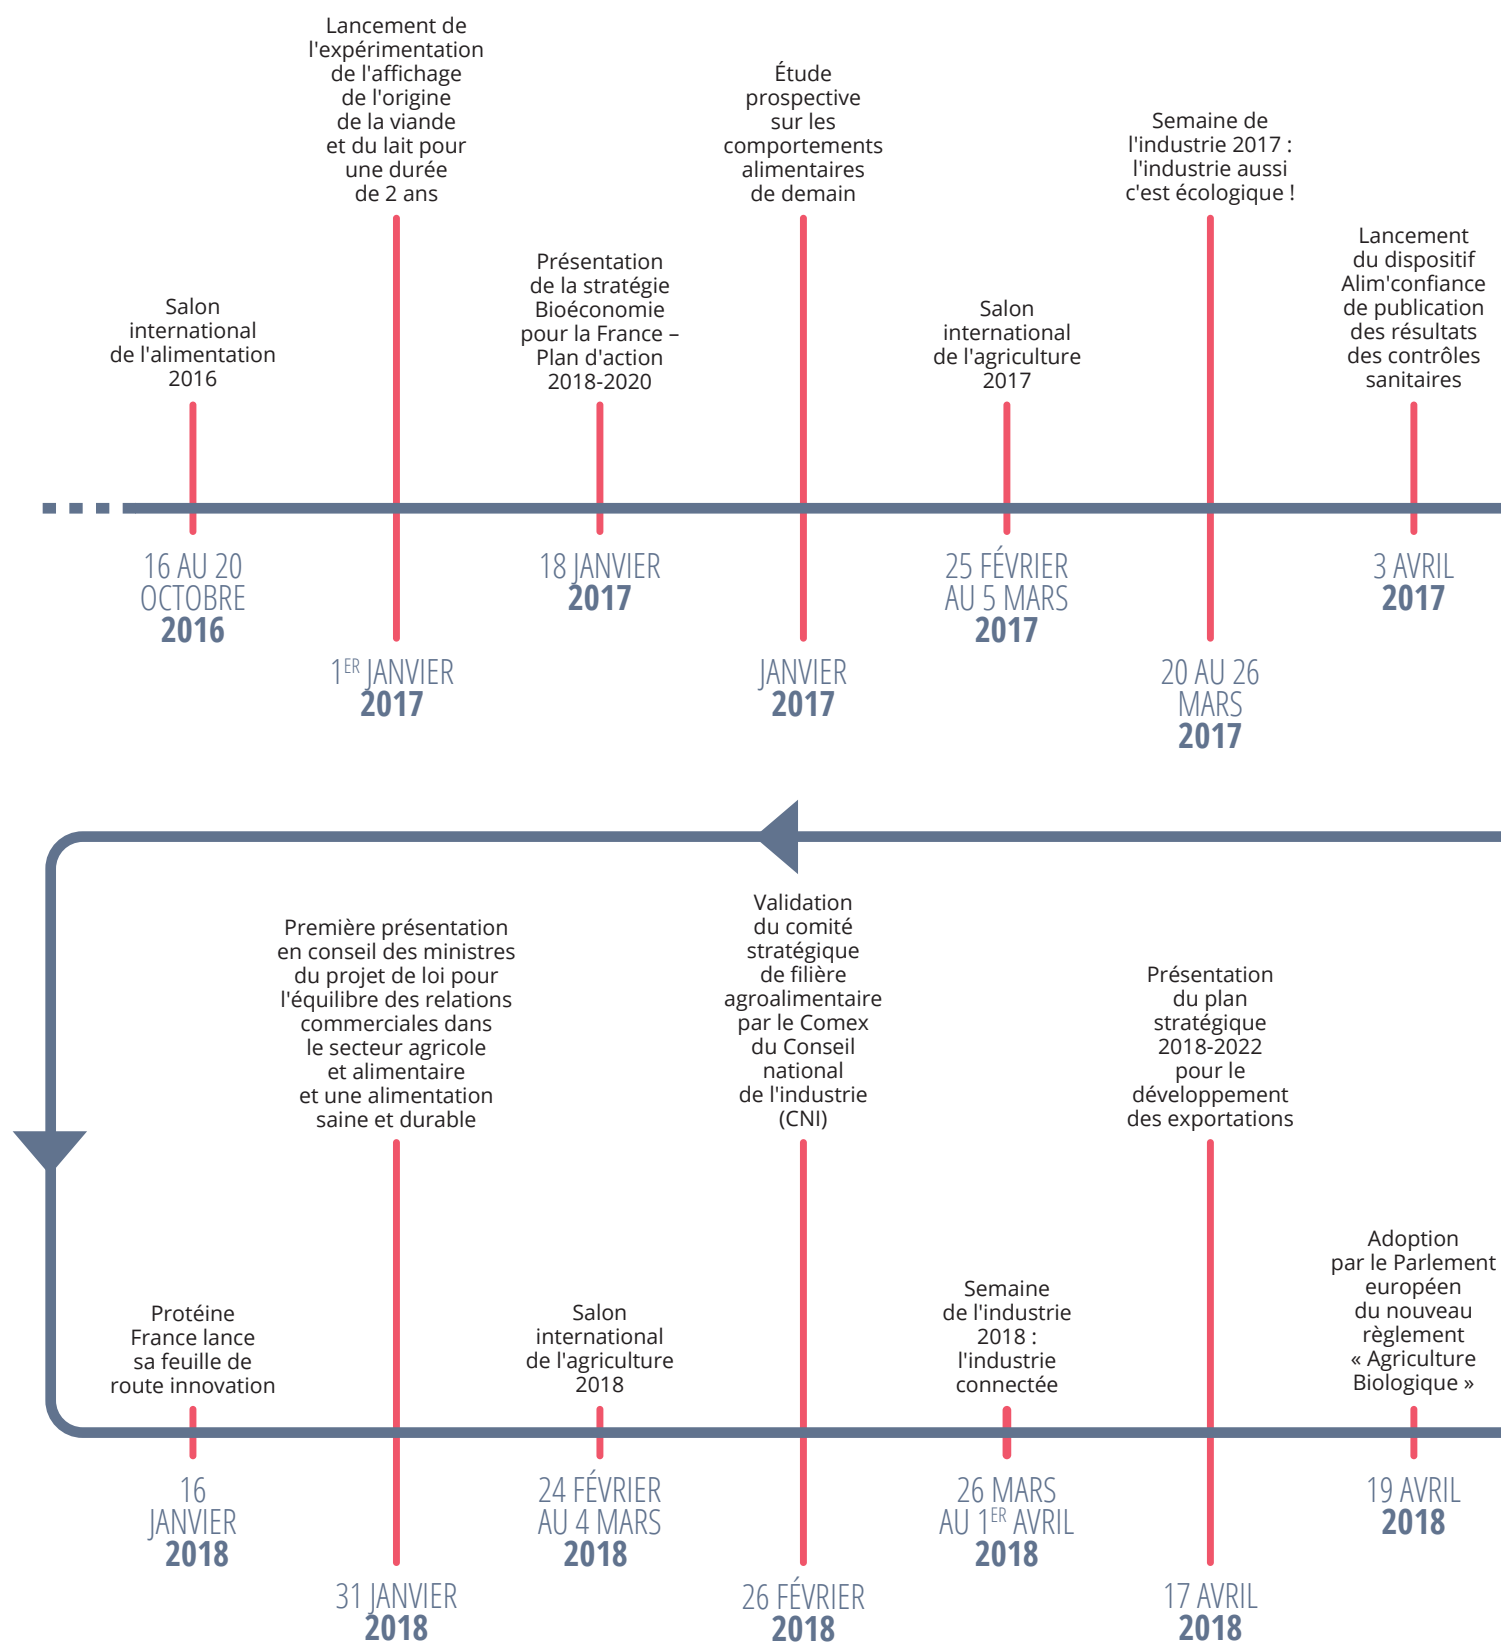 Salon
international
de l'alimentation
2016
16 AU 20
OCTOBRE
2016
Lancement de
l'expérimentation
de l'affichage
de l'origine
de la viande
et du lait pour
une durée
de 2 ans
1ER JANVIER
2017
Présentation
de la stratégie
Bioéconomie
pour la France –
Plan d'action
2018-2020
18 JANVIER
2017
Étude
prospective
sur les
comportements
alimentaires
de demain
JANVIER
2017
Salon
international
de l'agriculture
2017
25 FÉVRIER
AU 5 MARS
2017
Semaine de
l'industrie 2017 :
l'industrie aussi
c'est écologique !
20 AU 26
MARS
2017
Lancement
du dispositif
Alim'confiance
de publication
des résultats
des contrôles
sanitaires
3 AVRIL
2017
Protéine
France lance
sa feuille de
route innovation
16
JANVIER
2018
Première présentation
en conseil des ministres
du projet de loi pour
l'équilibre des relations
commerciales dans
le secteur agricole
et alimentaire
et une alimentation
saine et durable
31 JANVIER
2018
Salon
international
de l'agriculture
2018
24 FÉVRIER
AU 4 MARS
2018
Validation
du comité
stratégique
de filière
agroalimentaire
par le Comex
du Conseil
national
de l'industrie
(CNI)
26 FÉVRIER
2018
Semaine
de l'industrie
2018 :
l'industrie
connectée
26 MARS
AU 1ER AVRIL
2018
Présentation
du plan
stratégique
2018-2022
pour le
développement
des exportations
17 AVRIL
2018
Adoption
par le Parlement
européen
du nouveau
règlement
« Agriculture
Biologique »
19 AVRIL
2018